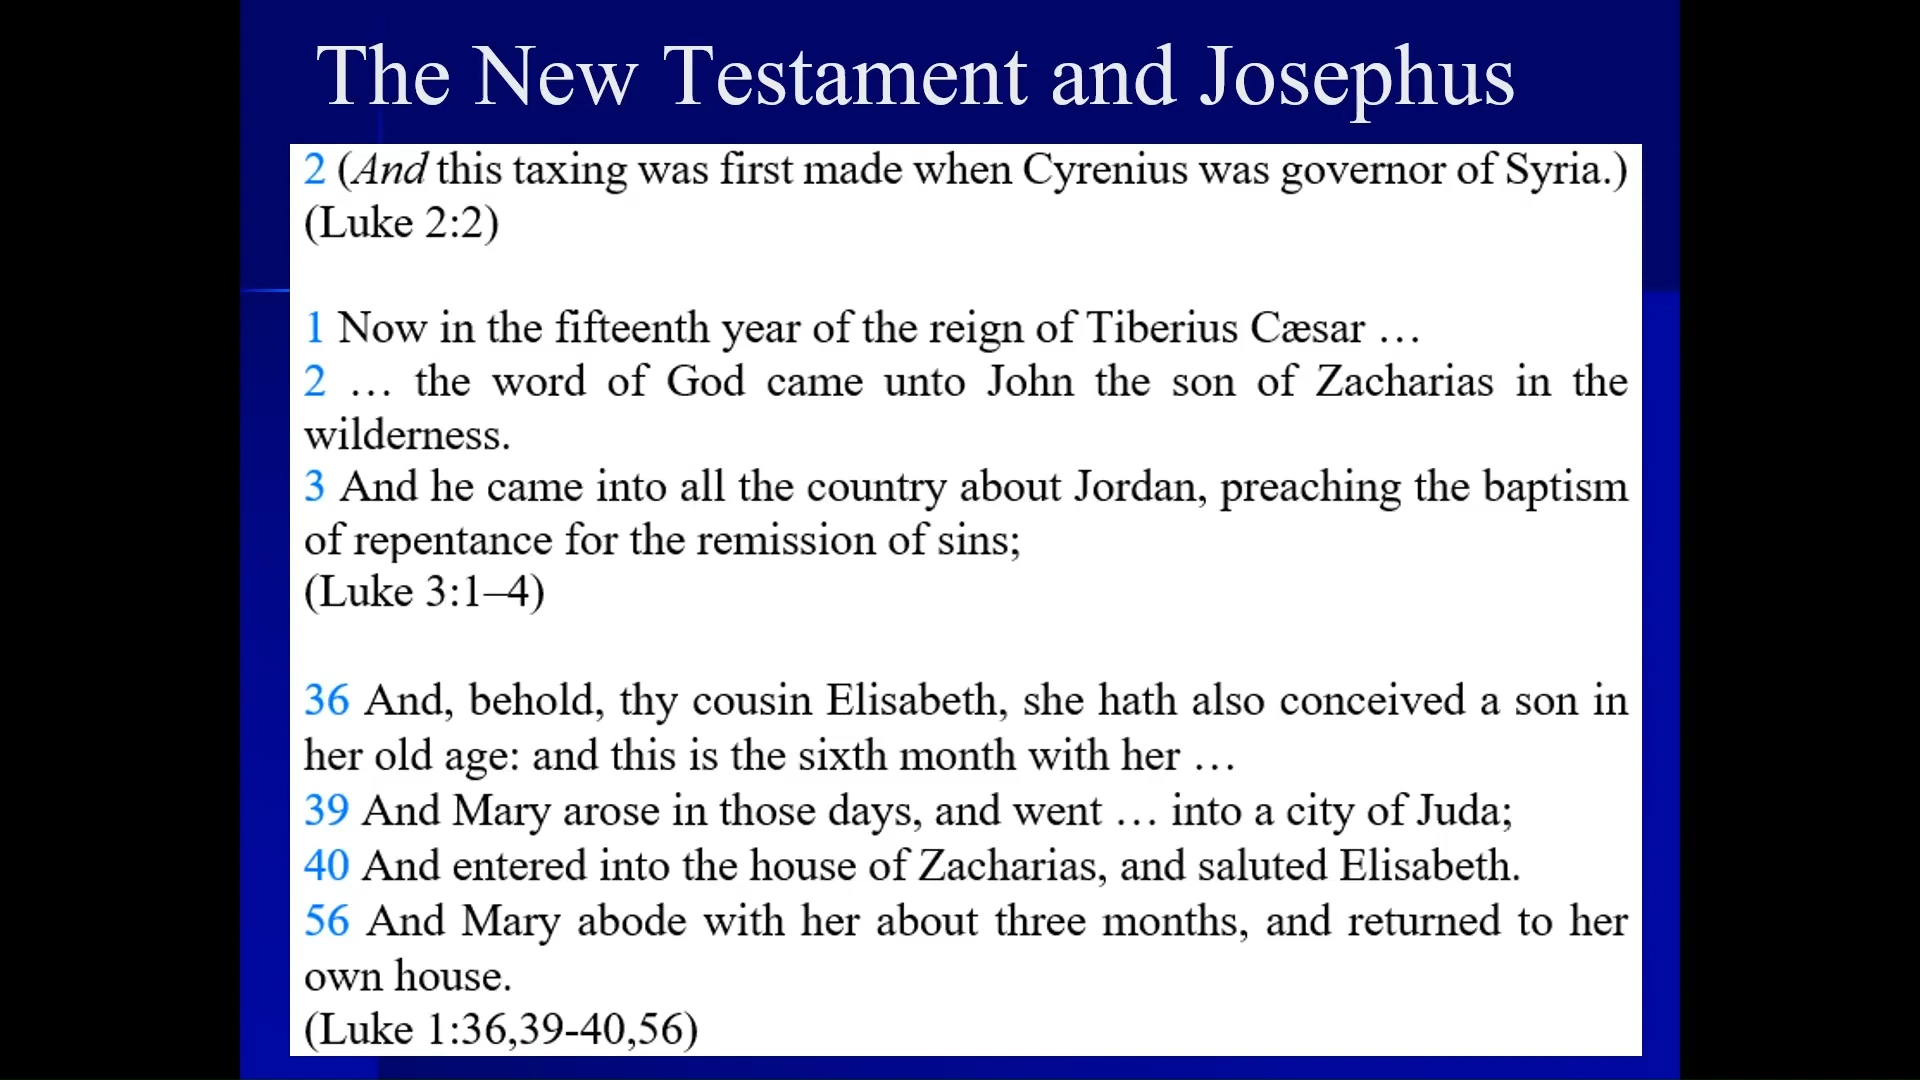 The New Testament and Josephus
2 (And this taxing was first made when Cyrenius was governor of Syria.)
(Luke 2:2)
1 Now in the fifteenth year of the reign of Tiberius Cæsar …
2 … the word of God came unto John the son of Zacharias in the
wilderness.
3 And he came into all the country about Jordan, preaching the baptism
of repentance for the remission of sins;
(Luke 3:1–4)
36 And, behold, thy cousin Elisabeth, she hath also conceived a son in
her old age: and this is the sixth month with her …
39 And Mary arose in those days, and went … into a city of Juda;
40 And entered into the house of Zacharias, and saluted Elisabeth.
56 And Mary abode with her about three months, and returned to her
own house.
(Luke 1:36,39-40,56)